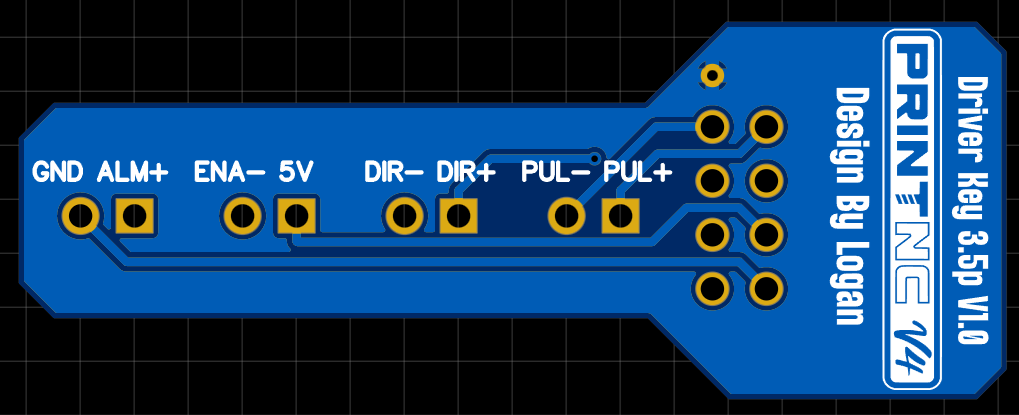 GND ALM+ ENA- 5V DIR- DIR+ PUL- PUL+
Design By Logan
PRINTNC V4
Driver Key 3.5p V1.0